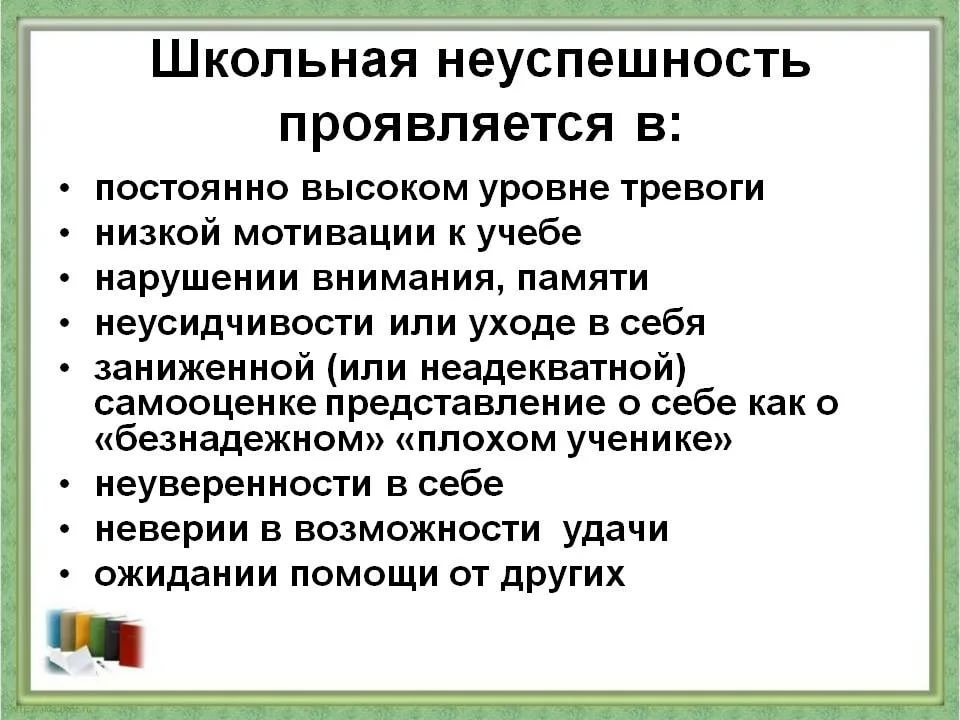 Школьная неуспешность
проявляется в:
• постоянно высоком уровне тревоги
• низкой мотивации к учебе
• нарушении внимания, памяти
• неусидчивости или уходе в себя
• заниженной (или неадекватной)
самооценке представление о себе как о
«безнадежном» «плохом ученике»
• неуверенности в себе
• неверии в возможности удачи
• ожидании помощи от других